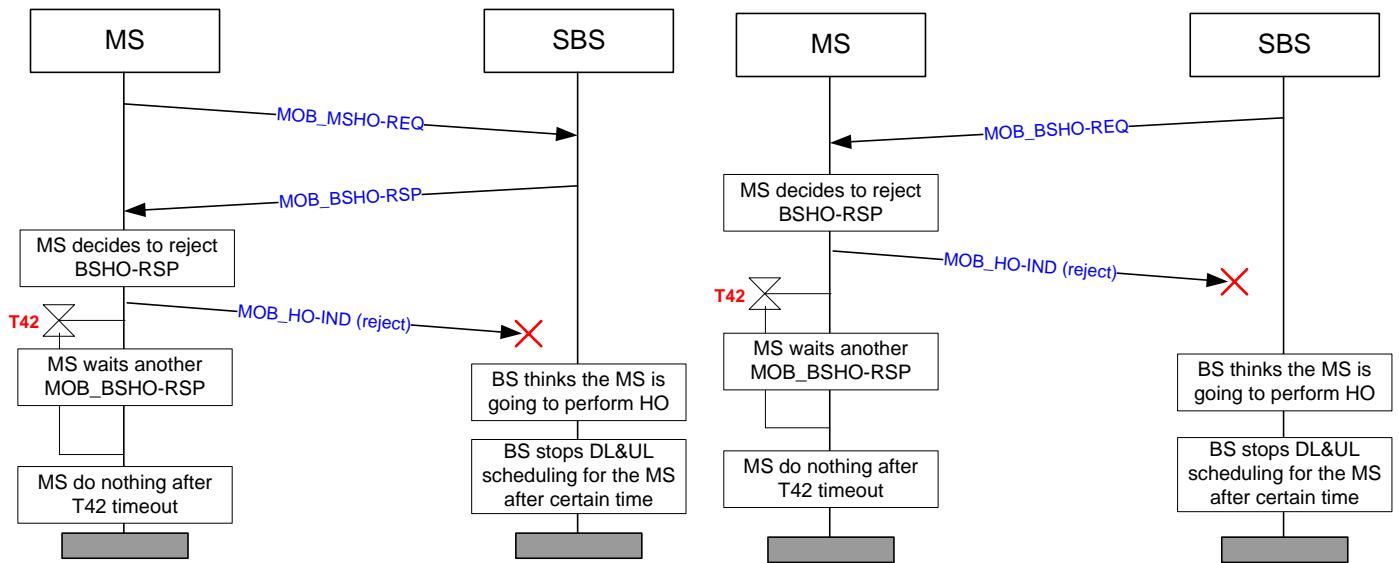 MS
SBS
MOB_MSHO-REQ
MOB_BSHO-RSP
MS decides to reject
BSHO-RSP
MOB_HO-IND (reject)
T42
MS waits another
MOB_BSHO-RSP
BS thinks the MS is
going to perform HO
BS stops DL&UL
scheduling for the MS
after certain time
MS do nothing after
T42 timeout
MS
SBS
MOB_BSHO-REQ
MS decides to reject
BSHO-RSP
MOB_HO-IND (reject)
T42
MS waits another
MOB_BSHO-RSP
BS thinks the MS is
going to perform HO
BS stops DL&UL
scheduling for the MS
after certain time
MS do nothing after
T42 timeout